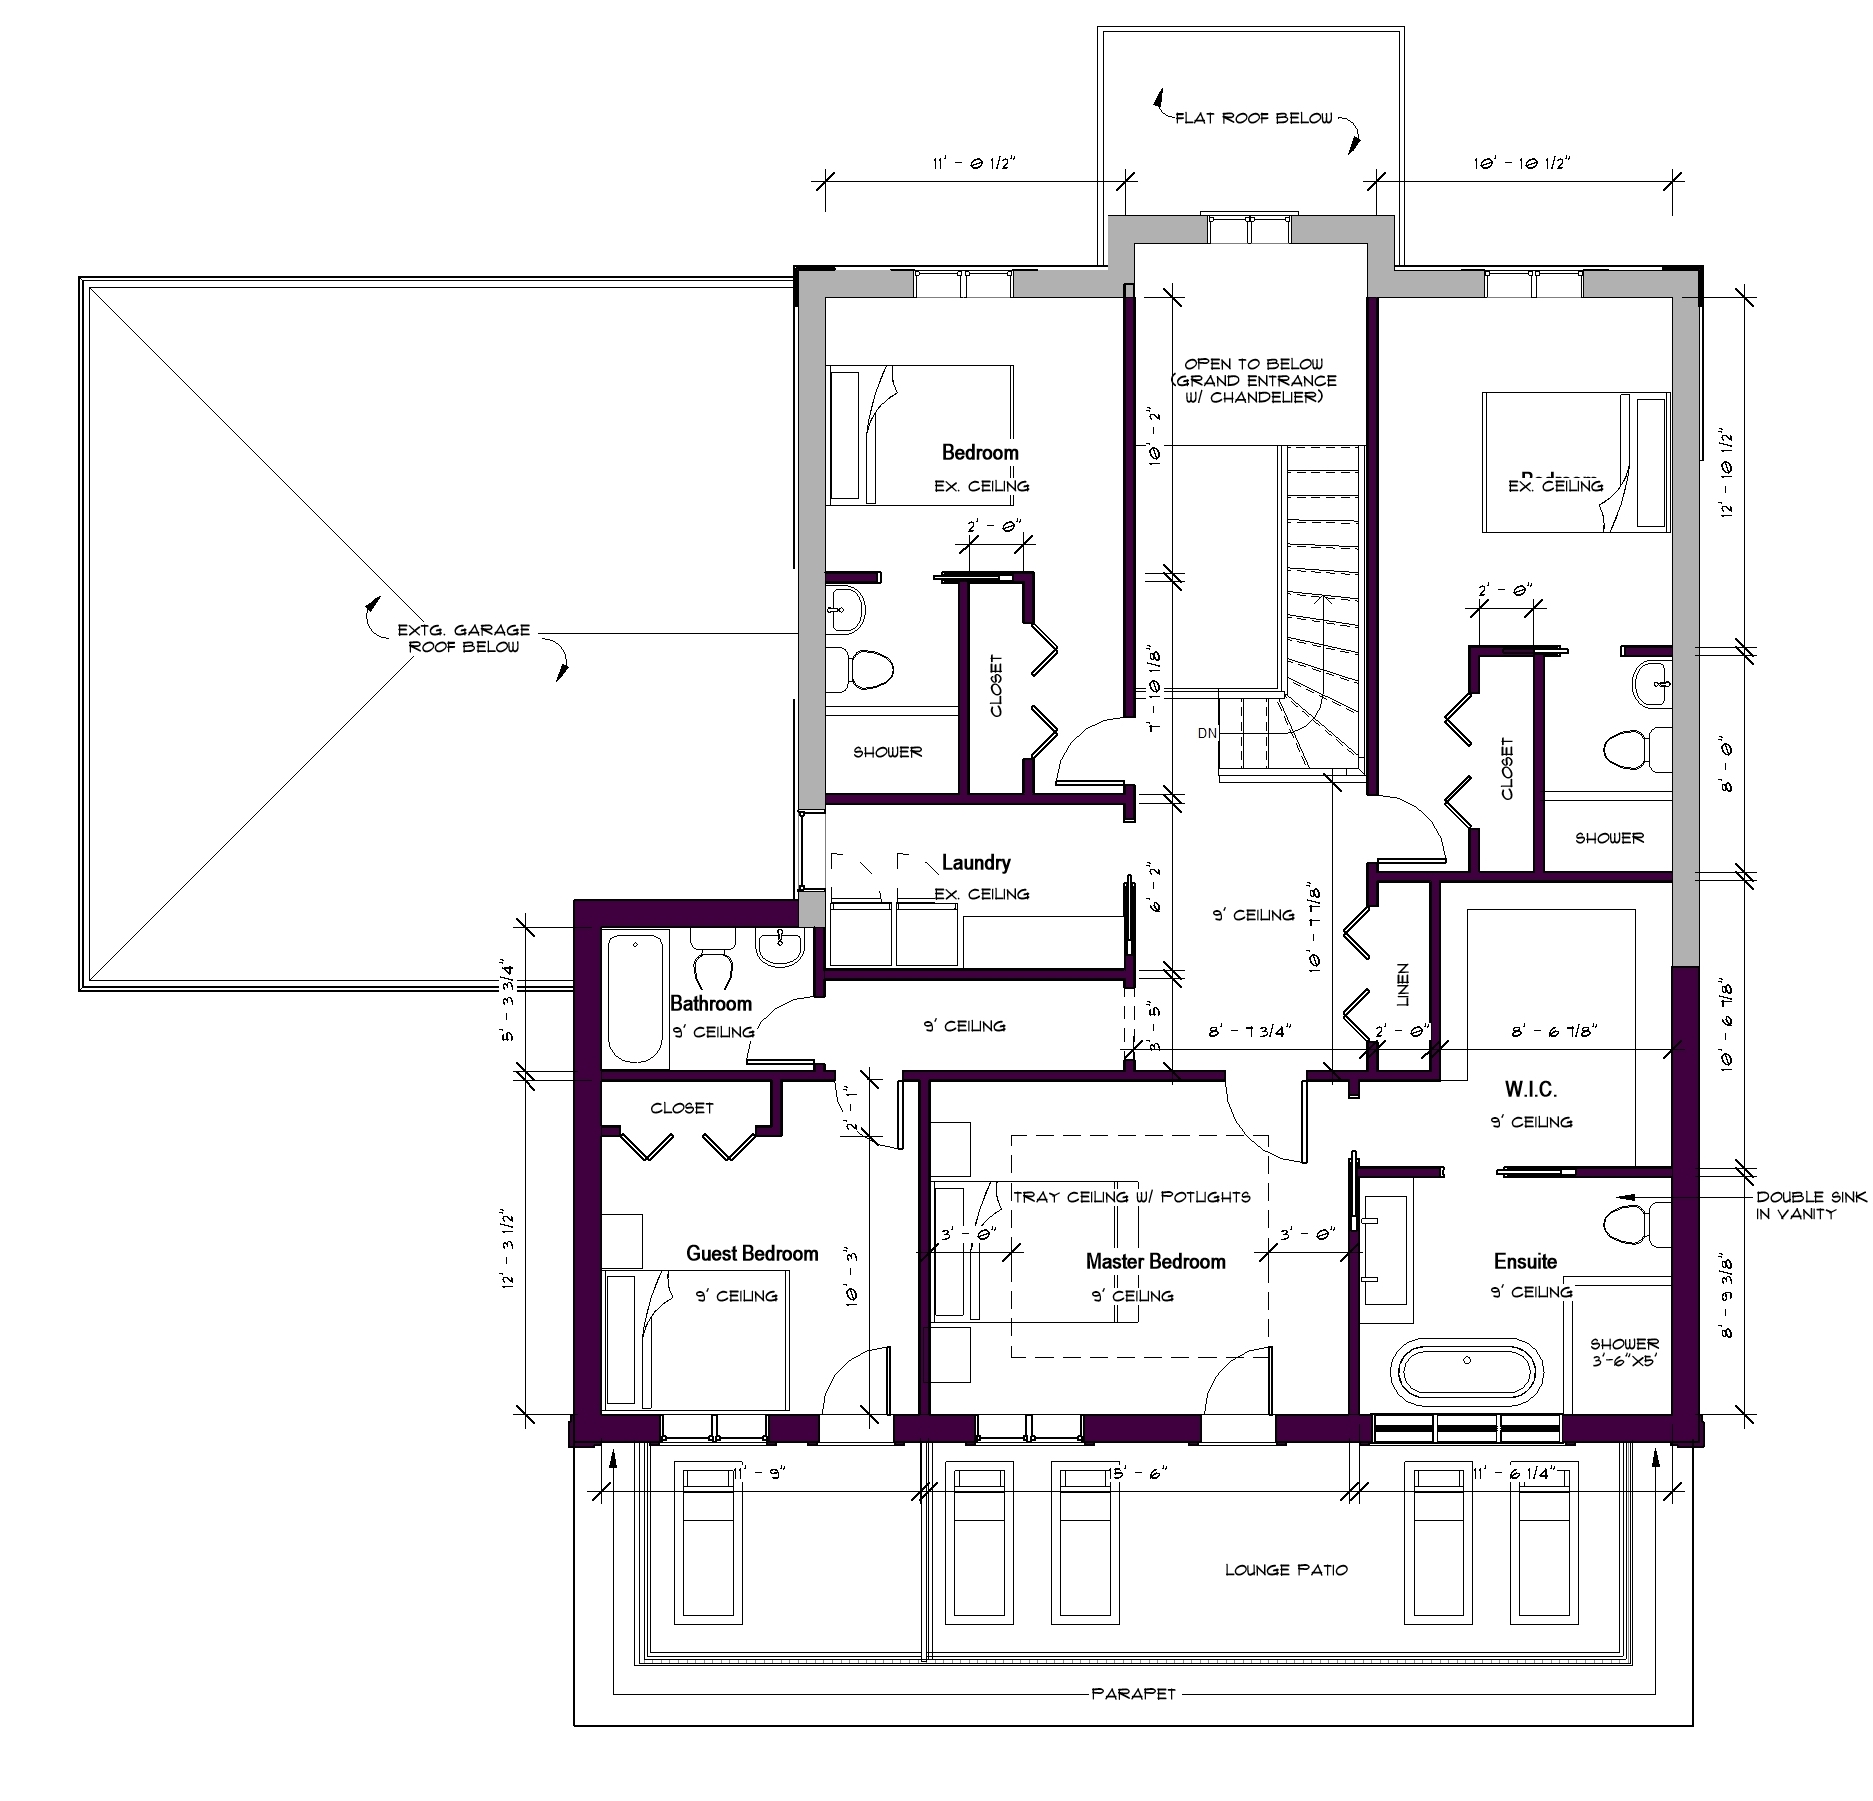 FLAT ROOF BELOW
11' - 0 1/2"
10' - 10 1/2"
OPEN TO BELOW
(GRAND ENTRANCE
W/ CHANDELIER)
10' - 2"
12' - 10 1/2"
Bedroom
EX. CEILING
EX. CEILING
2' - 0"
2' - 0"
EXTG. GARAGE
ROOF BELOW
CLOSET
7' - 10 1/8"
SHOWER
DN
CLOSET
8' - 0"
SHOWER
Laundry
EX. CEILING
6' - 2"
9' CEILING
10' - 7 7/8"
LINEN
5' - 3 3/4"
Bathroom
9' CEILING
9' CEILING
3' - 5"
8' - 7 3/4"
2' - 0"
8' - 6 7/8"
10' - 6 7/8"
W.I.C.
9' CEILING
CLOSET
2' - 1"
TRAY CEILING W/ POTLIGHTS
DOUBLE SINK
IN VANITY
12' - 3 1/2"
3' - 0"
3' - 0"
Guest Bedroom
9' CEILING
10' - 3"
Master Bedroom
9' CEILING
Ensuite
9' CEILING
8' - 9 3/8"
SHOWER
3'-6"X5'
11' - 9"
15' - 6"
11' - 6 1/4"
LOUNGE PATIO
PARAPET